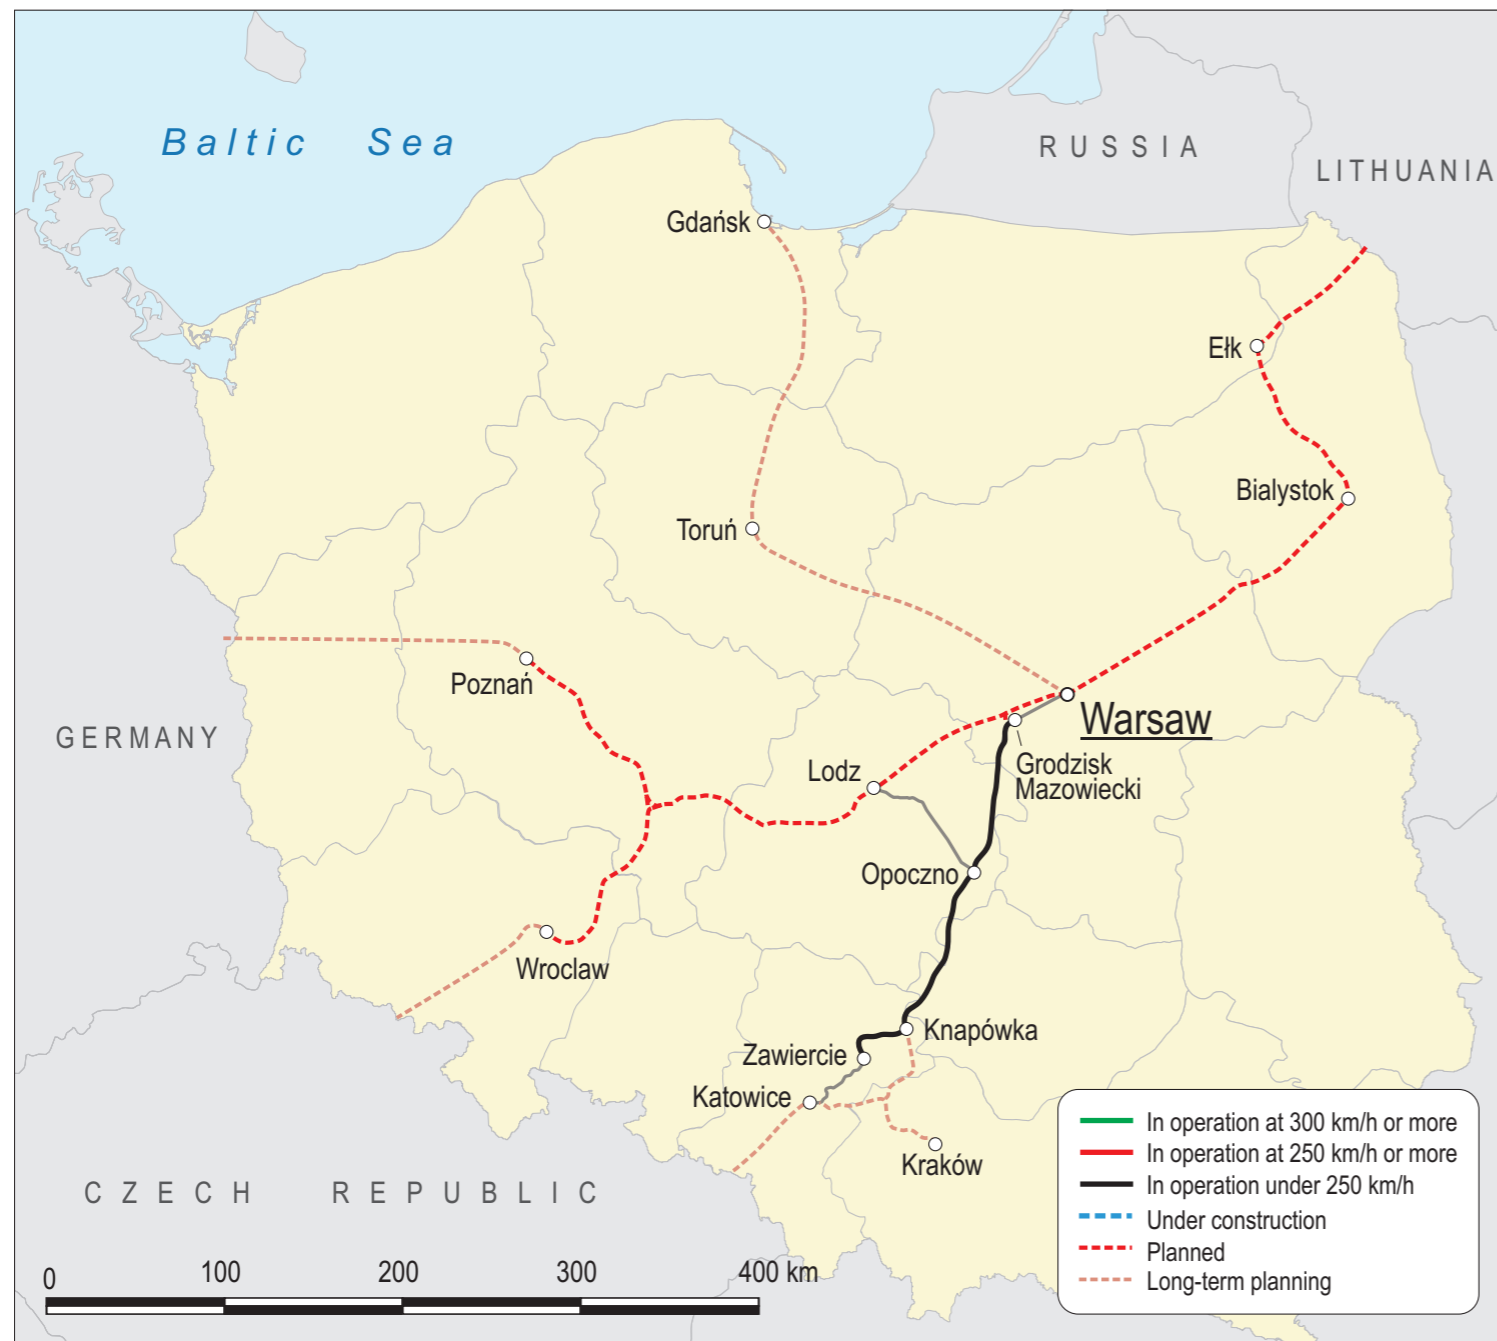 Baltic Sea
RUSSIA
LITHUANIA
Gdańsk
Ełk
Bialystok
Toruń
Poznań
GERMANY
Warsaw
Grodzisk
Mazowiecki
Lodz
Opoczno
Wroclaw
Knapówka
Zawiercie
Katowice
Kraków
CZECH REPUBLIC
0 100 200 300 400 km
In operation at 300 km/h or more
In operation at 250 km/h or more
In operation under 250 km/h
Under construction
Planned
Long-term planning